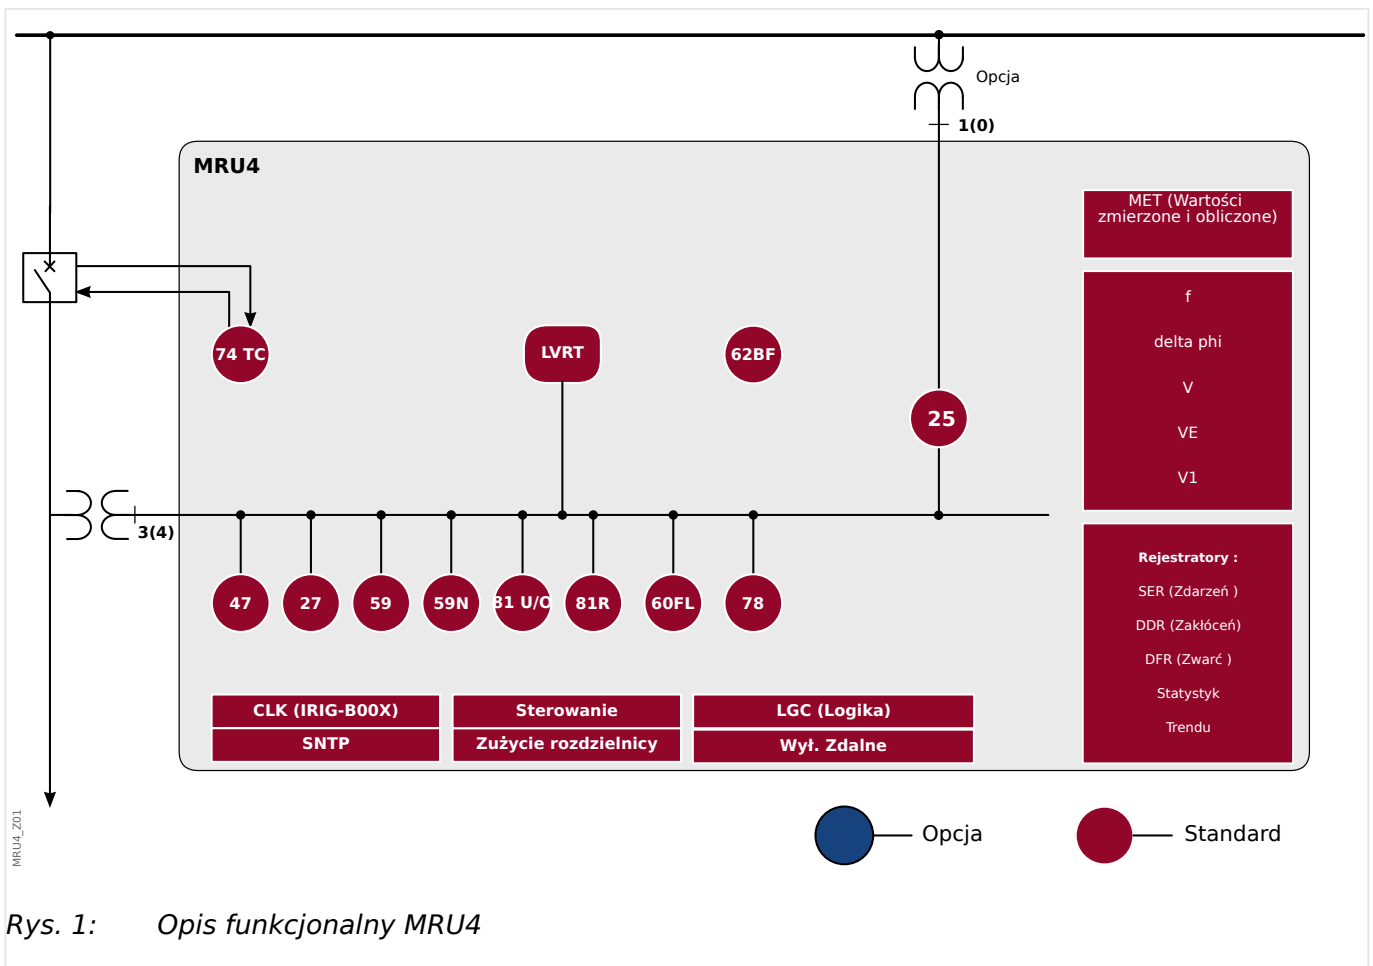 Opcja
1(0)
MRU4
MET (Wartości
zmierzone i obliczone)
f
delta phi
V
VE
V1
74 TC
LVRT
62BF
25
3(4)
47
27
59
59N
81 U/O
81R
60FL
78
Rejestratory :
SER (Zdarzeń )
DDR (Zakłóceń)
DFR (Zwarć )
Statystyk
Trendu
CLK (IRIG-B00X)
SNTP
Sterowanie
Zużycie rozdzielnicy
LGC (Logika)
Wył. Zdalne
MRU4_Z01
Opcja
Standard
Rys. 1: Opis funkcjonalny MRU4